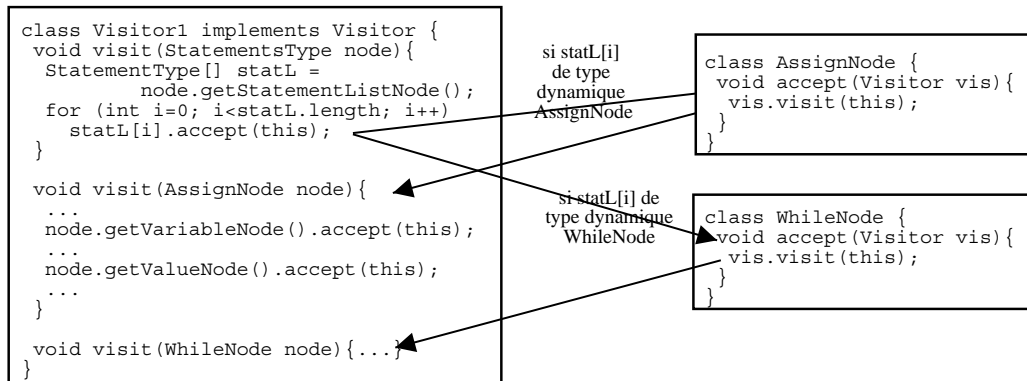 class Visitor1 implements Visitor {
void visit(StatementsType node){
StatementType[] statL =
node.getStatementListNode();
for (int i=0; i<statL.length; i++)
statL[i].accept(this);
}
void visit(AssignNode node){
...
node.getVariableNode().accept(this);
...
node.getValueNode().accept(this);
...
}
void visit(WhileNode node){...}
}
si statL[i]
de type
dynamique
AssignNode
si statL[i] de
type dynamique
WhileNode
class AssignNode {
void accept(Visitor vis){
vis.visit(this);
}
}
class WhileNode {
void accept(Visitor vis){
vis.visit(this);
}
}